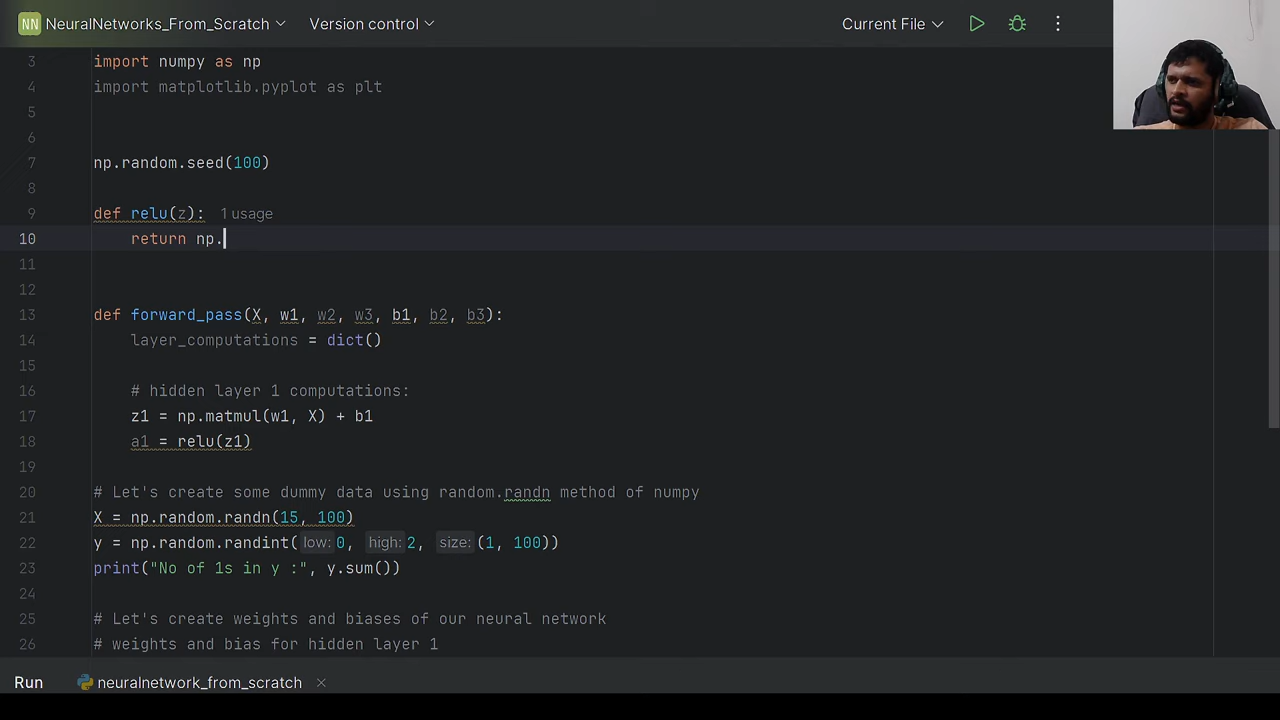 NN NeuralNetworks_From_Scratch Version control Current File
3 import numpy as np
4 import matplotlib.pyplot as plt
5
6
7 np.random.seed(100)
8
9 def relu(z): 1 usage
10 return np.
11
12
13 def forward_pass(X, w1, w2, w3, b1, b2, b3):
14 layer_computations = dict()
15
16 # hidden layer 1 computations:
17 z1 = np.matmul(w1, X) + b1
18 a1 = relu(z1)
19
20 # Let's create some dummy data using random.randn method of numpy
21 X = np.random.randn(15, 100)
22 y = np.random.randint( low: 0, high: 2, size: (1, 100))
23 print("No of 1s in y :", y.sum())
24
25 # Let's create weights and biases of our neural network
26 # weights and bias for hidden layer 1
Run neuralnetwork_from_scratch